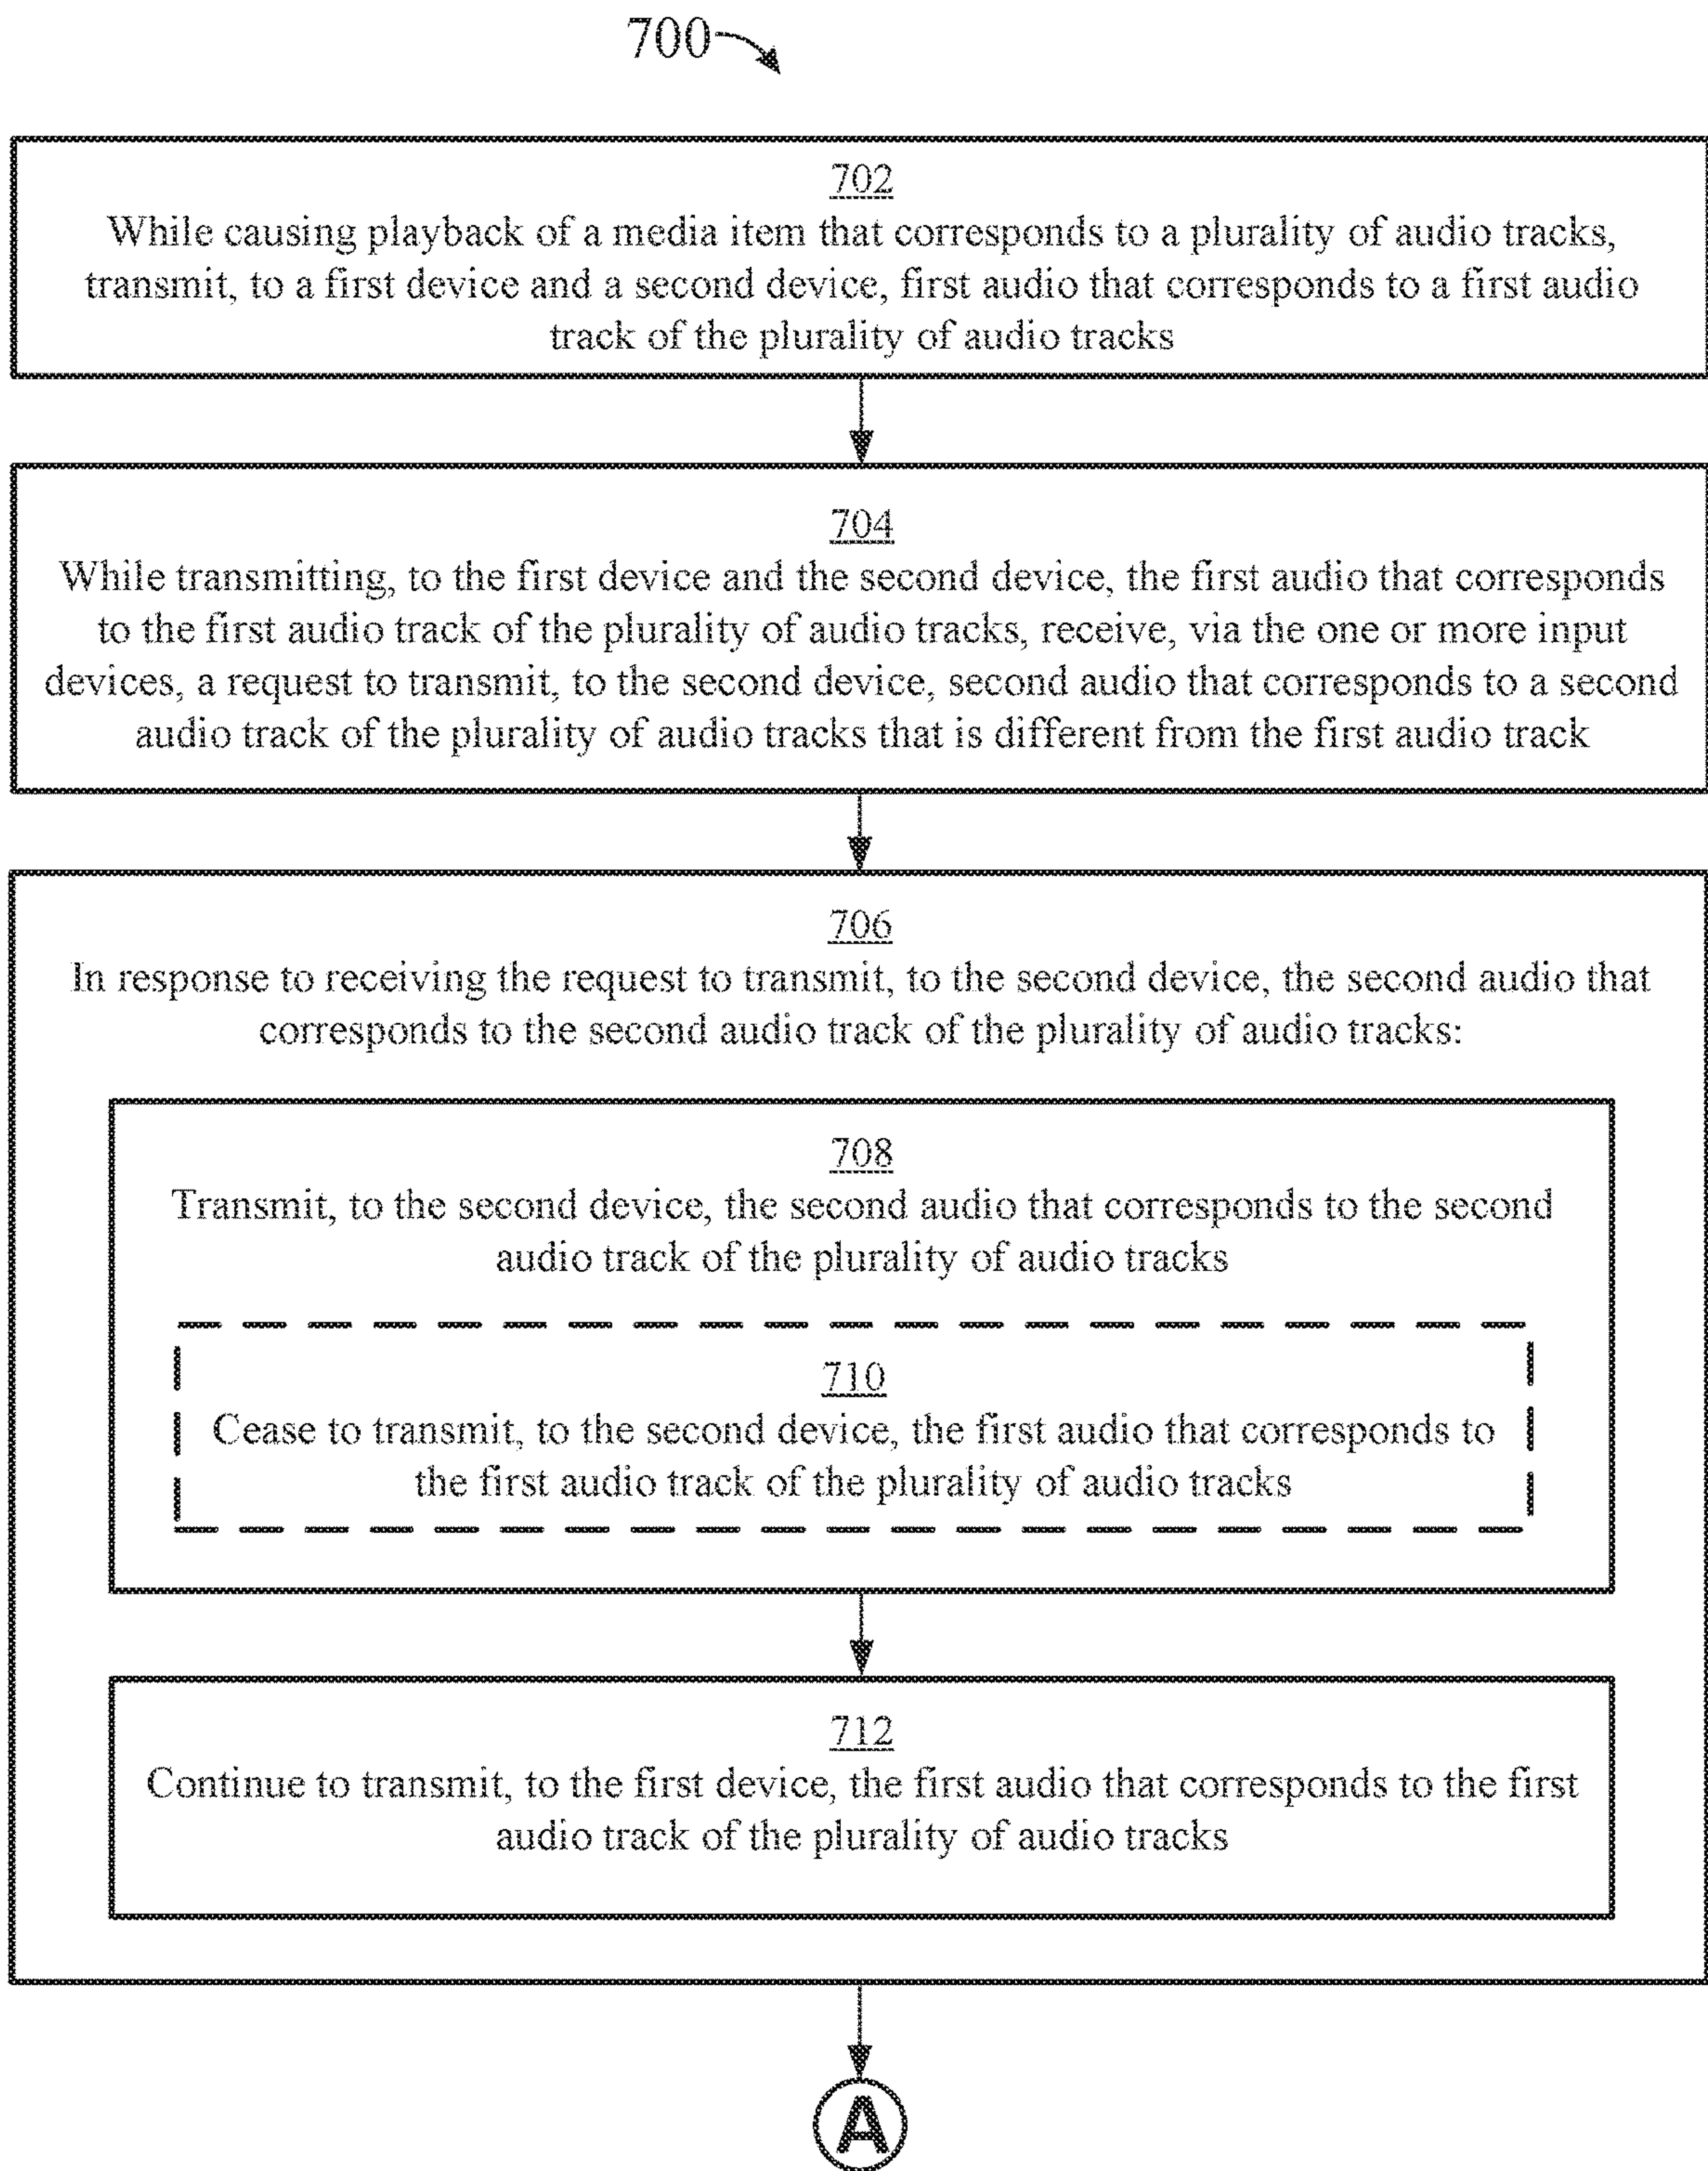 700
702
While causing playback of a media item that corresponds to a plurality of audio tracks,
transmit, to a first device and a second device, first audio that corresponds to a first audio
track of the plurality of audio tracks
704
While transmitting, to the first device and the second device, the first audio that corresponds
to the first audio track of the plurality of audio tracks, receive, via the one or more input
devices, a request to transmit, to the second device, second audio that corresponds to a second
audio track of the plurality of audio tracks that is different from the first audio track
706
In response to receiving the request to transmit, to the second device, the second audio that
corresponds to the second audio track of the plurality of audio tracks:
708
Transmit, to the second device, the second audio that corresponds to the second
audio track of the plurality of audio tracks
710
Cease to transmit, to the second device, the first audio that corresponds to
the first audio track of the plurality of audio tracks
712
Continue to transmit, to the first device, the first audio that corresponds to the first
audio track of the plurality of audio tracks
A